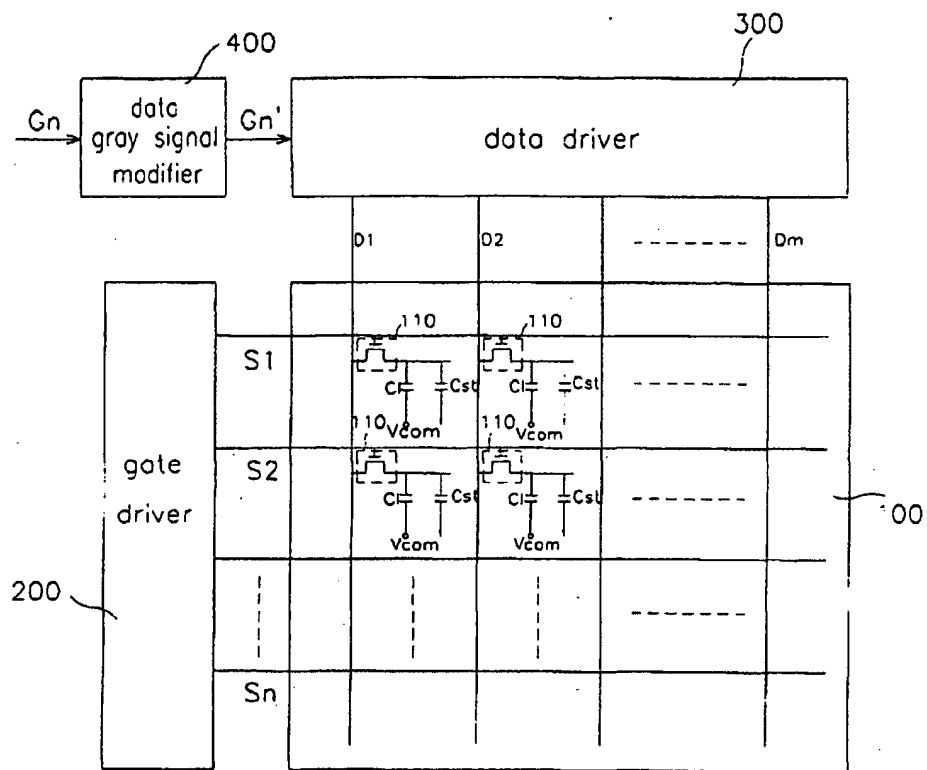 400
300
data
gray signal
modifier
Gn
Gn'
data driver
D1
D2
Dm
110
110
S1
Cl
Cst
Cl
Cst
Vcom
Vcom
110
110
S2
Cl
Cst
Cl
Cst
Vcom
Vcom
gate
driver
00
200
Sn